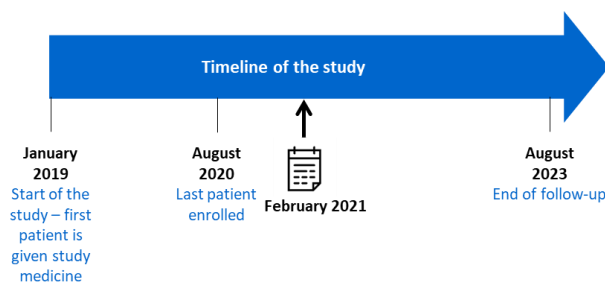 Timeline of the study
January
2019
Start of the
study – first
patient is
given study
medicine
August
2020
Last patient
enrolled
February 2021
August
2023
End of follow-up